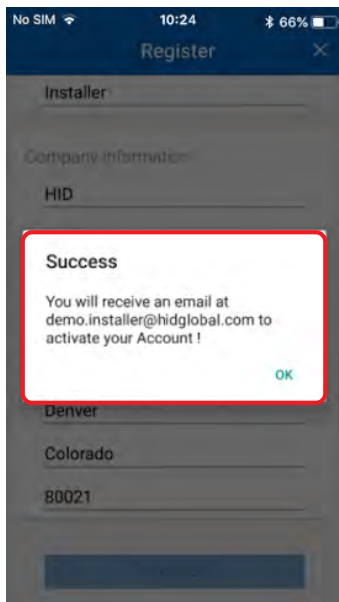 No SIM 10:24 66%
Register ×
Installer
Company Information
HID
Success
You will receive an email at
demo.installer@hidglobal.com to
activate your Account !
OK
Denver
Colorado
80021